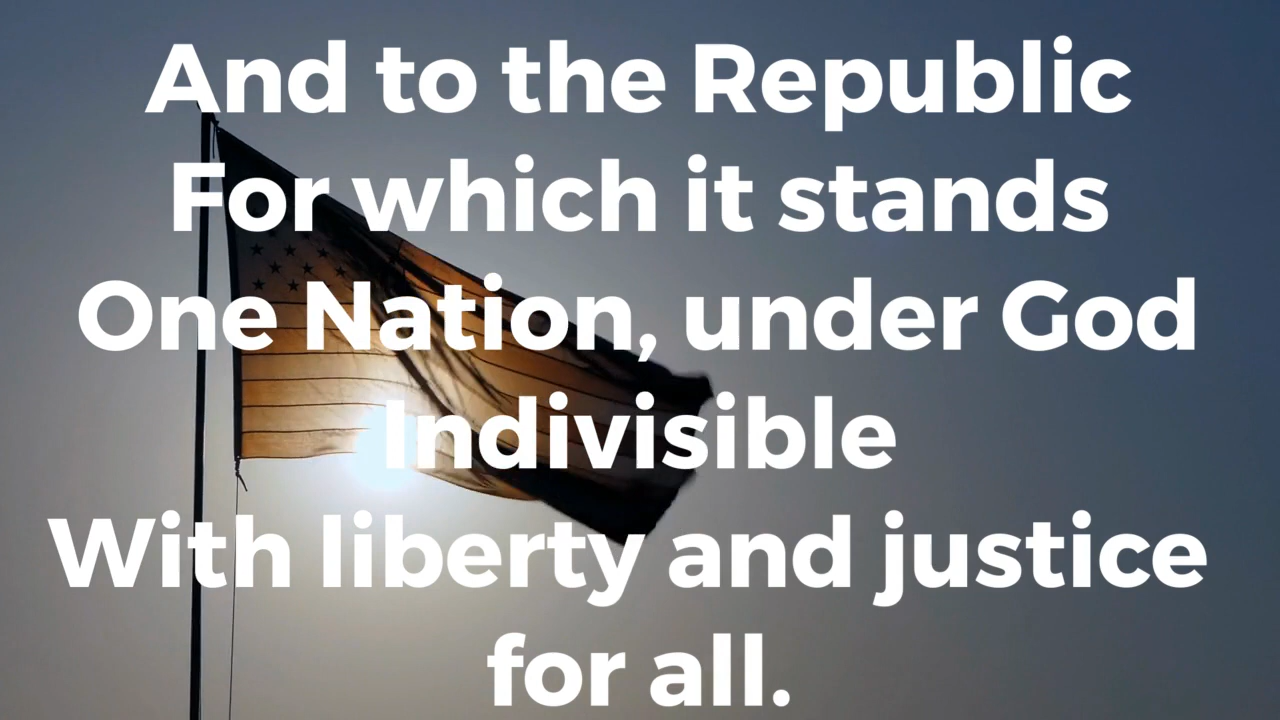 And to the Republic
For which it stands
One Nation, under God
Indivisible
With liberty and justice
for all.